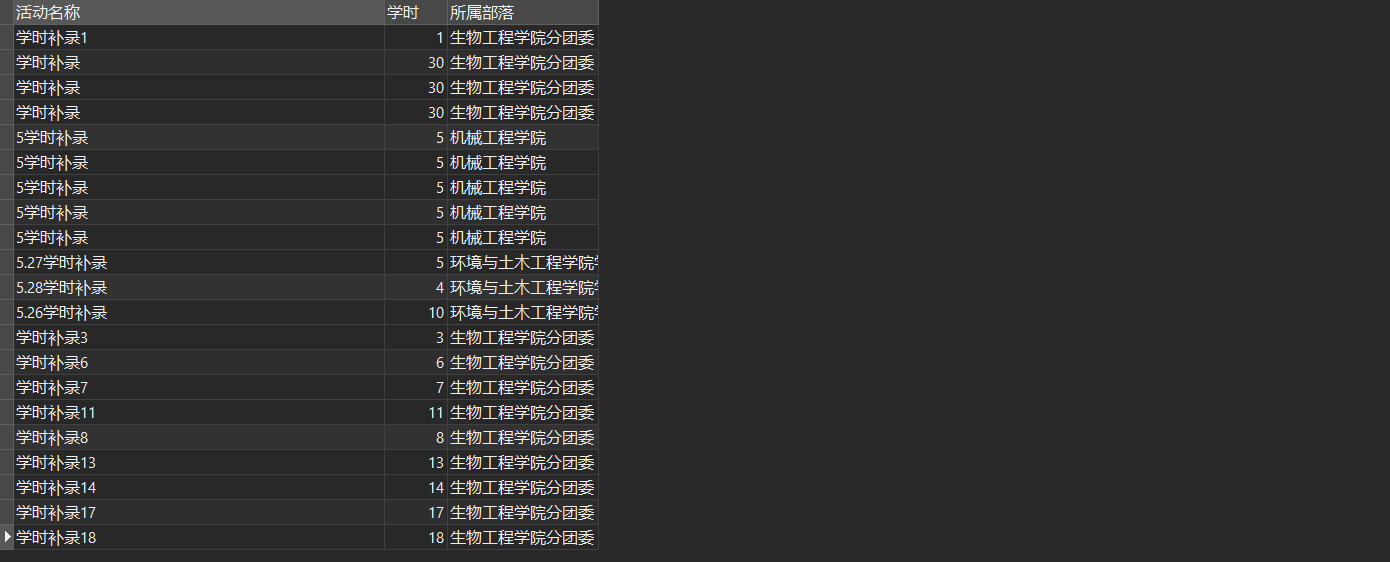 活动名称 学时 所属部落
学时补录1 1 生物工程学院分团委
学时补录 30 生物工程学院分团委
学时补录 30 生物工程学院分团委
学时补录 30 生物工程学院分团委
5学时补录 5 机械工程学院
5学时补录 5 机械工程学院
5学时补录 5 机械工程学院
5学时补录 5 机械工程学院
5学时补录 5 机械工程学院
5.27学时补录 5 环境与土木工程学院
5.28学时补录 4 环境与土木工程学院
5.26学时补录 10 环境与土木工程学院
学时补录3 3 生物工程学院分团委
学时补录6 6 生物工程学院分团委
学时补录7 7 生物工程学院分团委
学时补录11 11 生物工程学院分团委
学时补录8 8 生物工程学院分团委
学时补录13 13 生物工程学院分团委
学时补录14 14 生物工程学院分团委
学时补录17 17 生物工程学院分团委
学时补录18 18 生物工程学院分团委